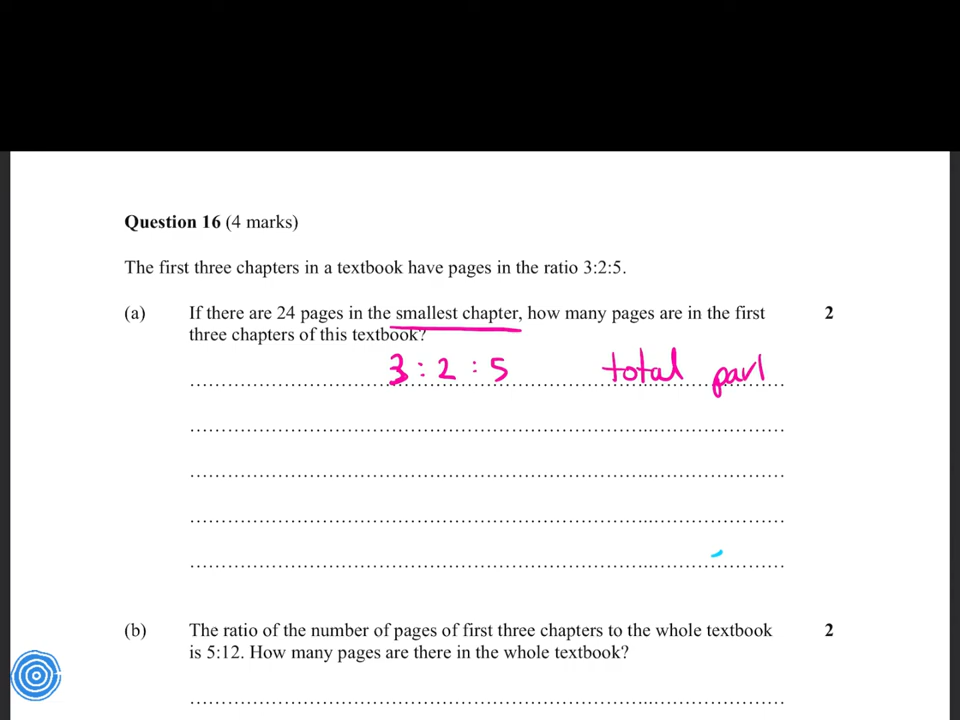 Question 16 (4 marks)
The first three chapters in a textbook have pages in the ratio 3:2:5.
(a) If there are 24 pages in the smallest chapter, how many pages are in the first 2
three chapters of this textbook?
3 : 2 : 5 total part
(b) The ratio of the number of pages of first three chapters to the whole textbook 2
is 5:12. How many pages are there in the whole textbook?